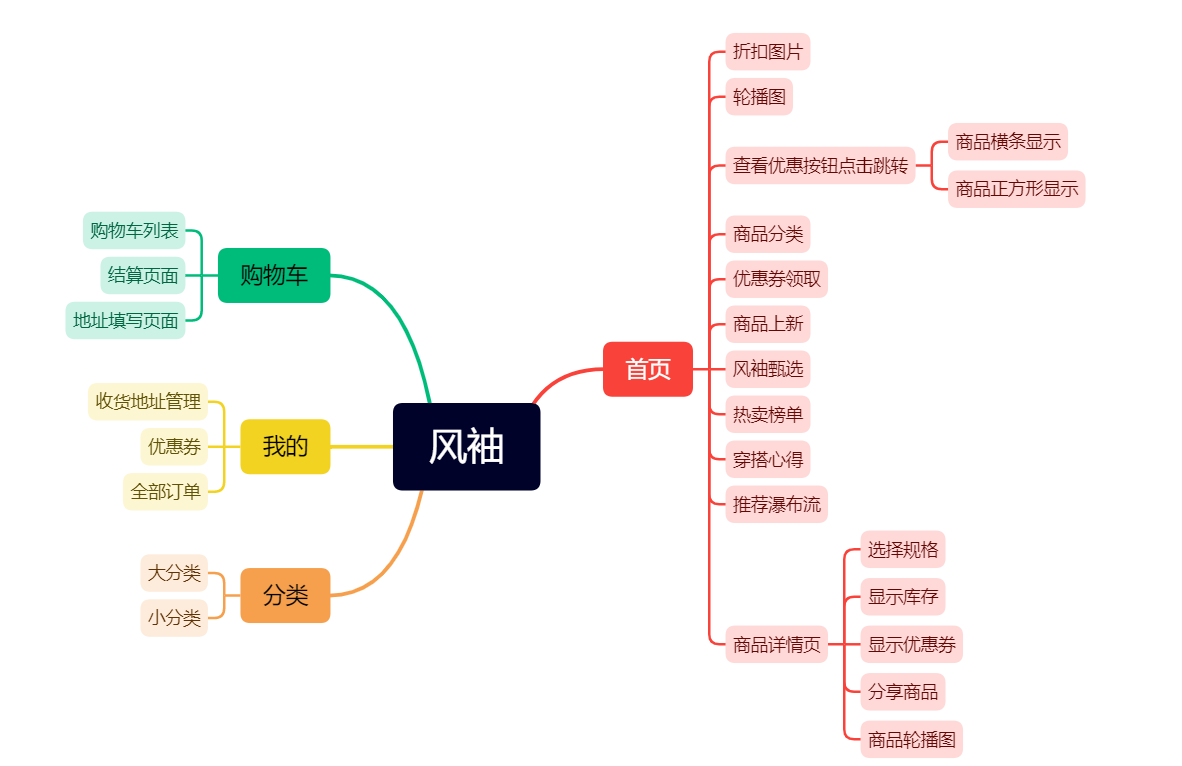 风袖
首页
折扣图片
轮播图
查看优惠按钮点击跳转
商品横条显示
商品正方形显示
商品分类
优惠券领取
商品上新
风袖甄选
热卖榜单
穿搭心得
推荐瀑布流
商品详情页
选择规格
显示库存
显示优惠券
分享商品
商品轮播图
购物车
购物车列表
结算页面
地址填写页面
我的
收货地址管理
优惠券
全部订单
分类
大分类
小分类